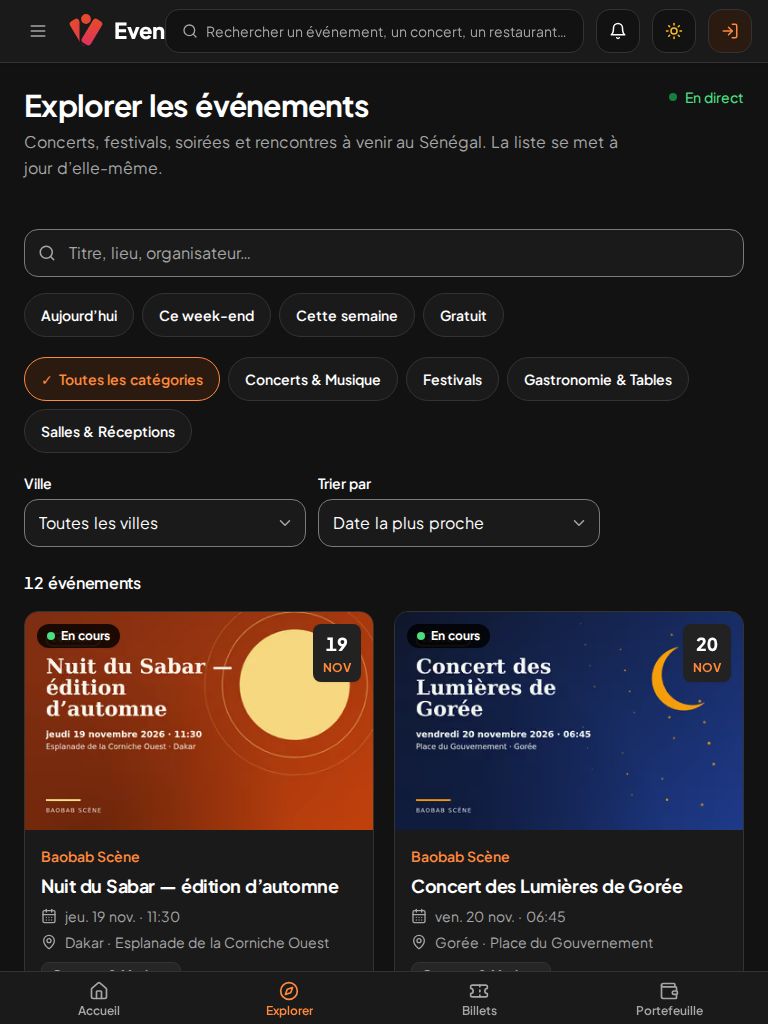 Even
Rechercher un événement, un concert, un restaurant…
Explorer les événements
En direct
Concerts, festivals, soirées et rencontres à venir au Sénégal. La liste se met à
jour d’elle-même.
Titre, lieu, organisateur…
Aujourd’hui
Ce week-end
Cette semaine
Gratuit
✓ Toutes les catégories
Concerts & Musique
Festivals
Gastronomie & Tables
Salles & Réceptions
Ville
Trier par
Toutes les villes
Date la plus proche
12 événements
En cours
19
NOV
Nuit du Sabar —
édition
d’automne
jeudi 19 novembre 2026 · 11:30
Esplanade de la Corniche Ouest · Dakar
BAOBAB SCÈNE
En cours
20
NOV
Concert des
Lumières de
Gorée
vendredi 20 novembre 2026 · 06:45
Place du Gouvernement · Gorée
BAOBAB SCÈNE
Baobab Scène
Nuit du Sabar — édition d’automne
jeu. 19 nov. · 11:30
Dakar · Esplanade de la Corniche Ouest
Baobab Scène
Concert des Lumières de Gorée
ven. 20 nov. · 06:45
Gorée · Place du Gouvernement
Accueil
Explorer
Billets
Portefeuille